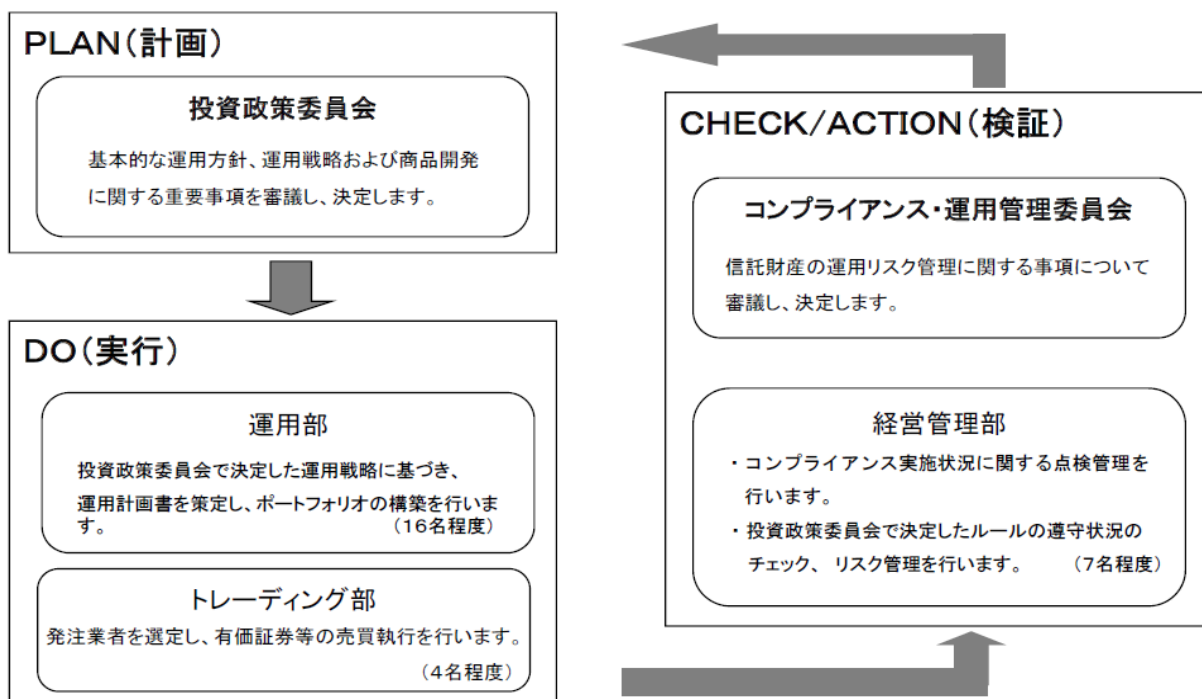 PLAN(計画)
投資政策委員会
基本的な運用方針、運用戦略および商品開発
に関する重要事項を審議し、決定します。
DO(実行)
運用部
投資政策委員会で決定した運用戦略に基づき、
運用計画書を策定し、ポートフォリオの構築を行いま
す。 (16名程度)
トレーディング部
発注業者を選定し、有価証券等の売買執行を行います。
(4名程度)
CHECK/ACTION(検証)
コンプライアンス・運用管理委員会
信託財産の運用リスク管理に関する事項について
審議し、決定します。
経営管理部
・コンプライアンス実施状況に関する点検管理を
行います。
・投資政策委員会で決定したルールの遵守状況の
チェック、 リスク管理を行います。 (7名程度)